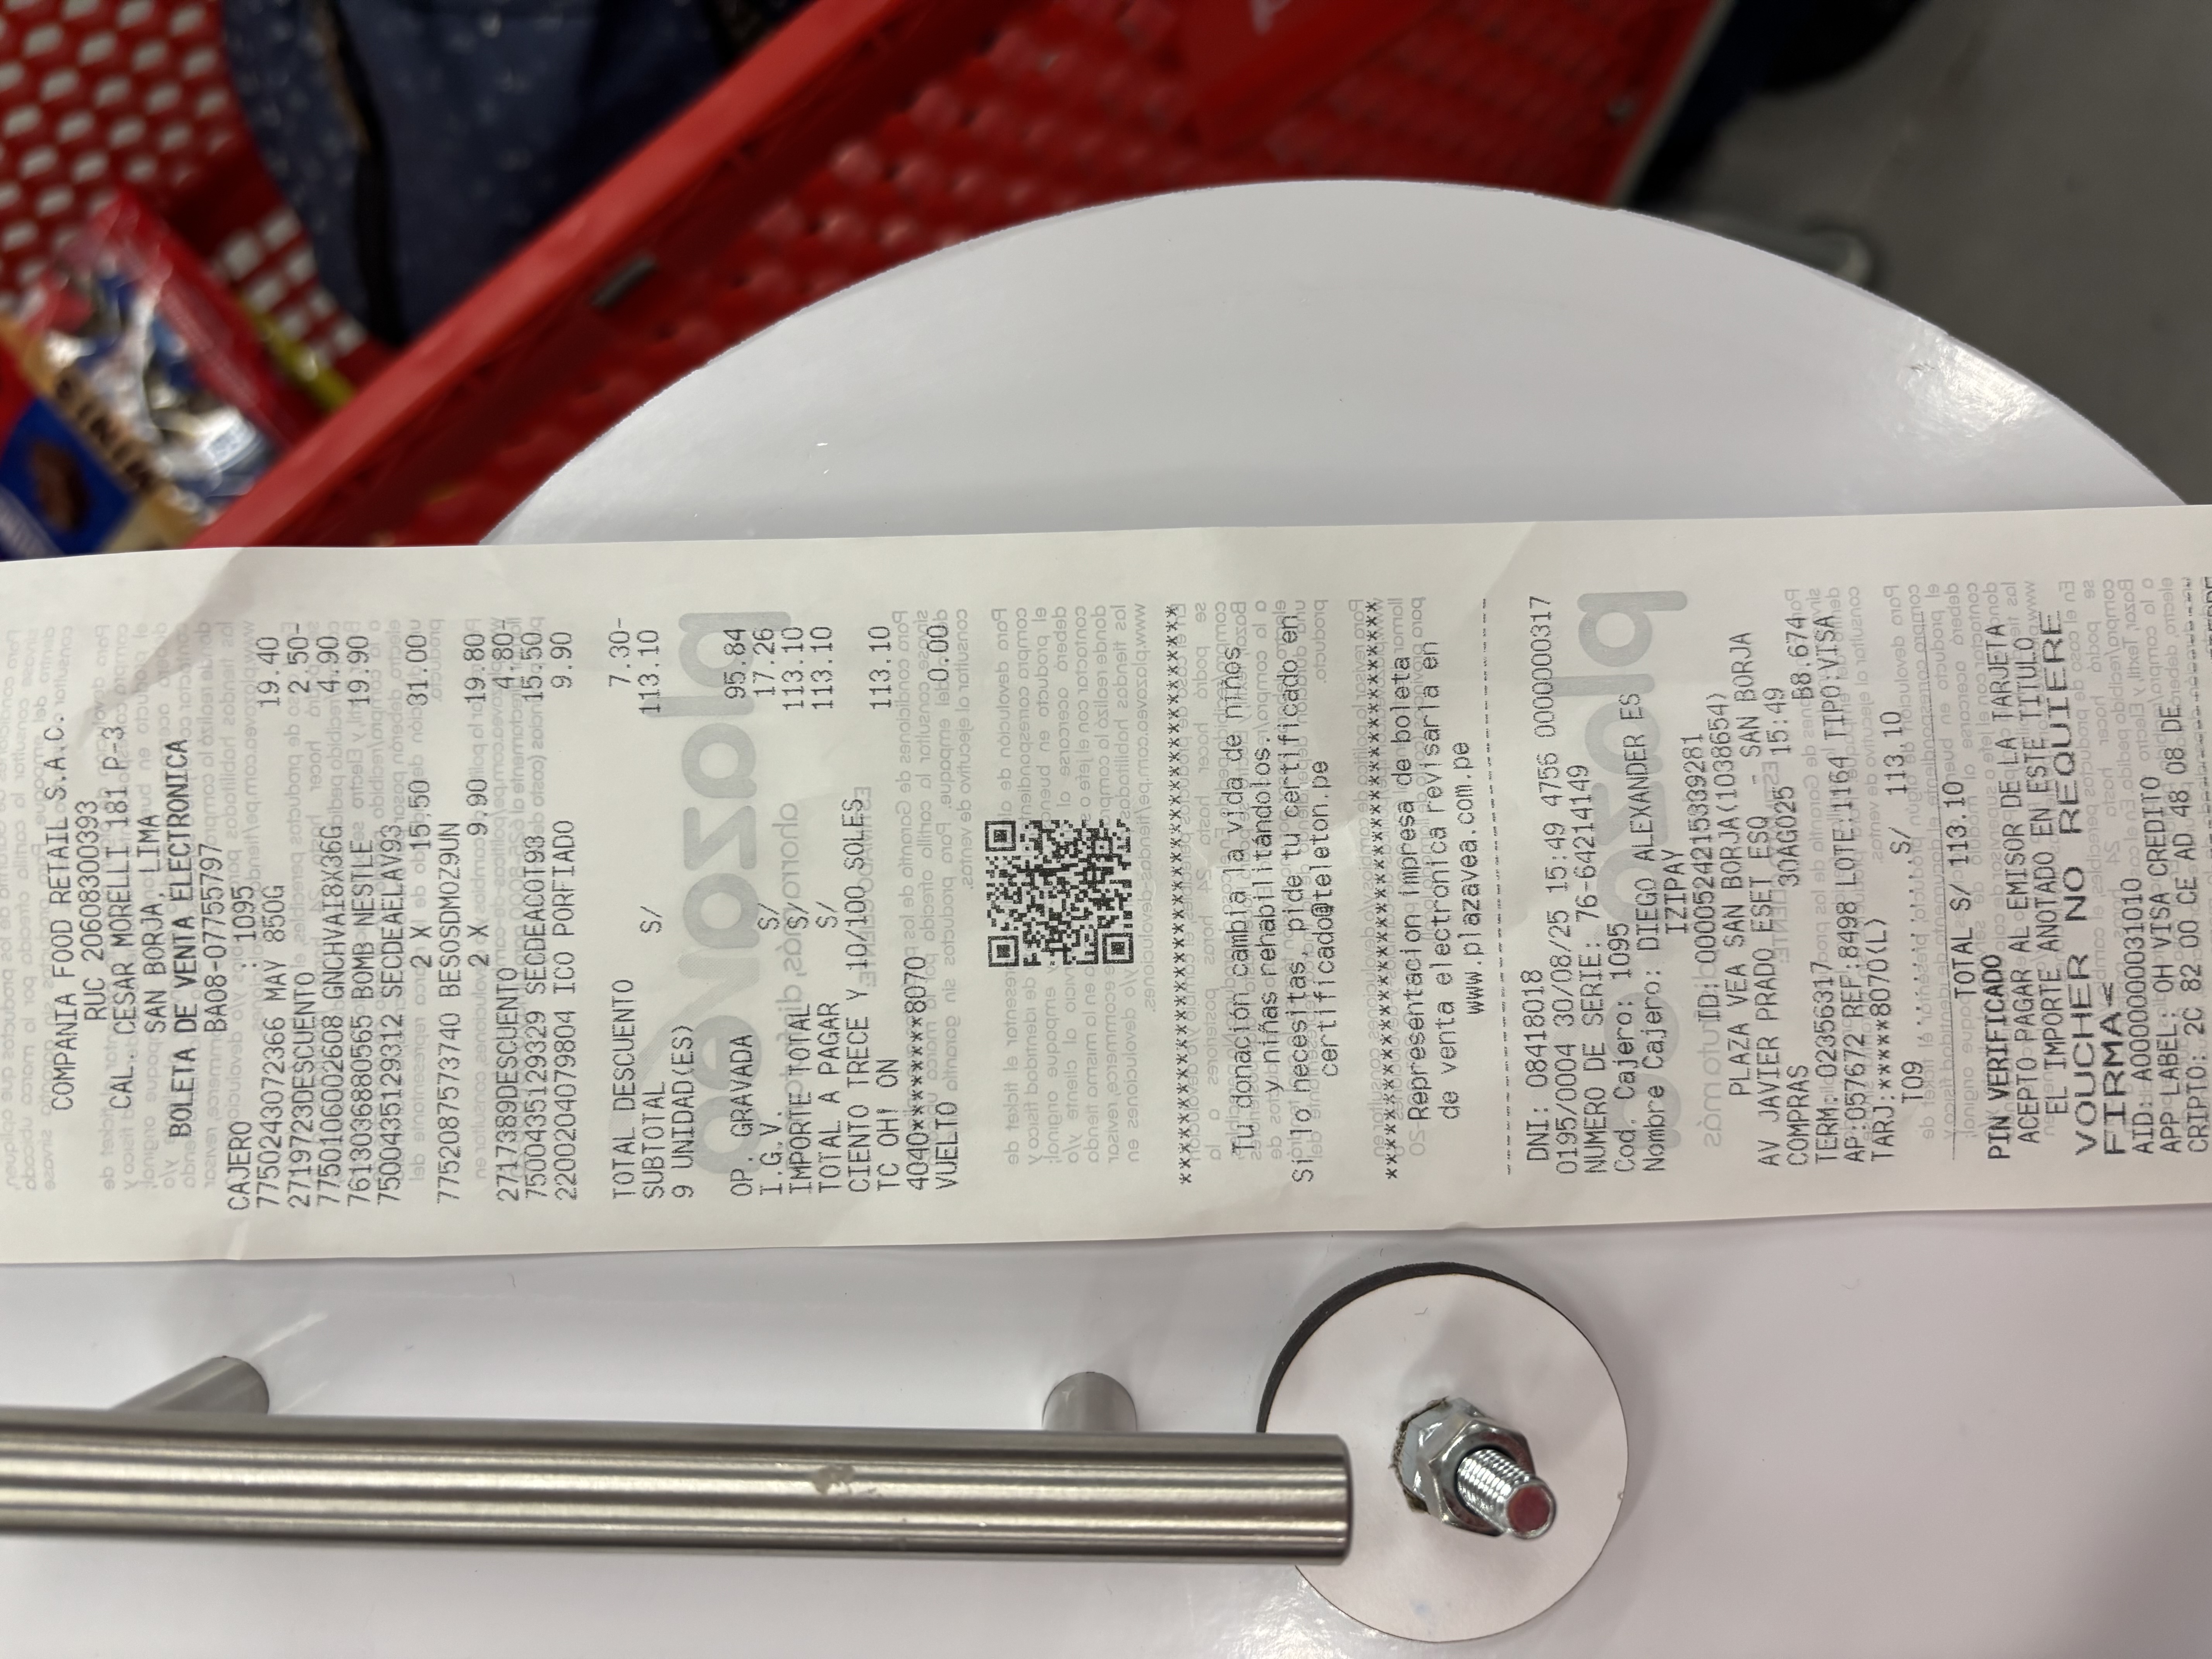 COMPANIA FOOD RETAIL S.A.C.
RUC 20608300393
CAL. CESAR MORELLI 181 P-3
SAN BORJA, LIMA
BOLETA DE VENTA ELECTRONICA
BA08-07755797
CAJERO : 1095
7750243072366 MAY 850G 19.40
2719723DESCUENTO 2.50-
7750106002608 GNCHVAI8X36G 4.90
7613036880565 BOMB NESTLE 19.90
7500435129312 SECDEAELAV93
2 X 15.50 31.00
7752087573740 BESOSDMOZ9UN
2 X 9.90 19.80
2717389DESCUENTO 4.80-
7500435129329 SECDEACOT93 15.50
2200204079804 ICO PORFIADO 9.90
TOTAL DESCUENTO 7.30-
SUBTOTAL S/ 113.10
9 UNIDAD(ES)
OP. GRAVADA 95.84
I.G.V. S/ 17.26
IMPORTE TOTAL S/ 113.10
TOTAL A PAGAR S/ 113.10
CIENTO TRECE Y 10/100 SOLES
TC OH! ON 113.10
4040********8070
VUELTO 0.00
*****************************************
Tu donación cambia la vida de niños
y niñas rehabilitándolos.
Si lo necesitas, pide tu certificado en
certificado@teleton.pe
*****************************************
Representacion impresa de boleta
de venta electronica revisarla en
www.plazavea.com.pe
DNI: 08418018
0195/0004 30/08/25 15:49 4756 0000000317
NUMERO DE SERIE: 76-64214149
Cod. Cajero: 1095
Nombre Cajero: DIEGO ALEXANDER ES
IZIPAY
ID: 0000524215339281
PLAZA VEA SAN BORJA(1038654)
AV JAVIER PRADO ESET ESQ - SAN BORJA
COMPRAS 30AGO25 15:49
TERM: 02356317 B8.674
AP:057672 REF:8498 LOTE:1164 TIPO:VISA
TARJ:*****8070(L)
T09 .............S/ 113.10
TOTAL S/ 113.10
PIN VERIFICADO
ACEPTO PAGAR AL EMISOR DE LA TARJETA
EL IMPORTE ANOTADO EN ESTE TITULO
VOUCHER NO REQUIERE
FIRMA<
AID: A0000000031010
APP LABEL: OH VISA CREDITO
CRIPTO: 2C 82 00 CE AD 48 08 DE